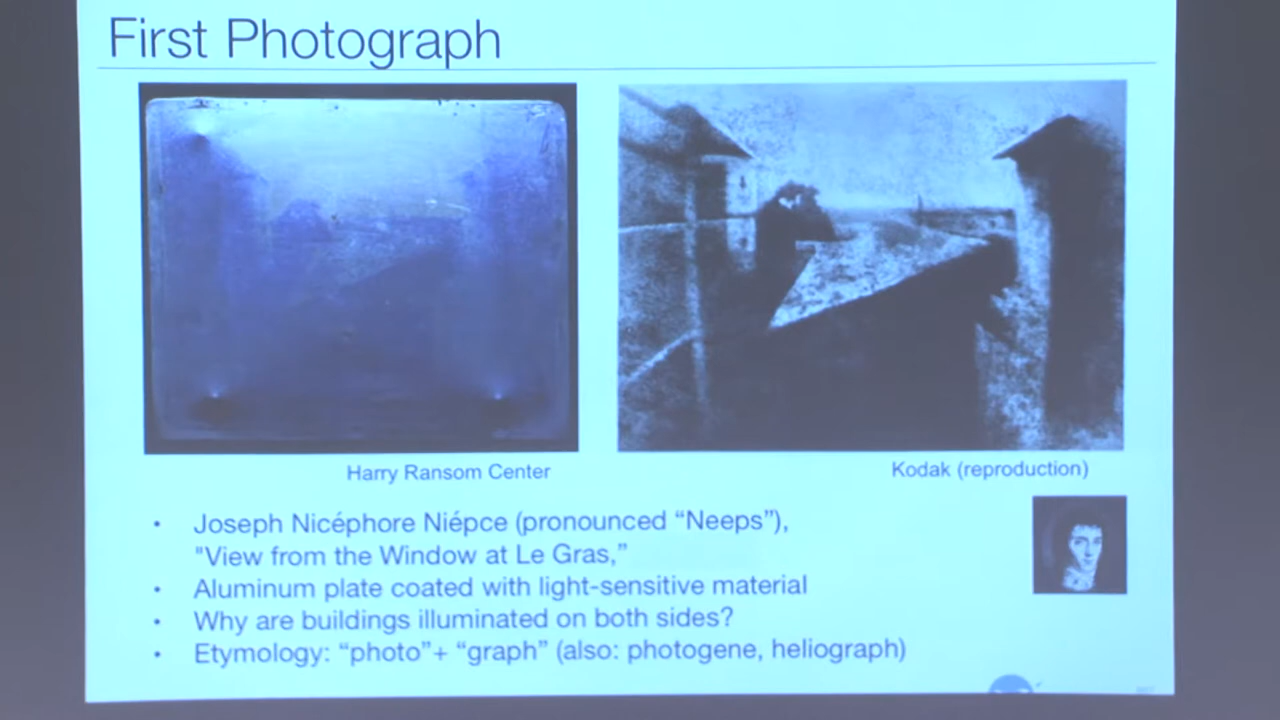 First Photograph
Harry Ransom Center
Kodak (reproduction)
• Joseph Nicéphore Niépce (pronounced “Neeps”),
"View from the Window at Le Gras,”
• Aluminum plate coated with light-sensitive material
• Why are buildings illuminated on both sides?
• Etymology: “photo”+ “graph” (also: photogene, heliograph)